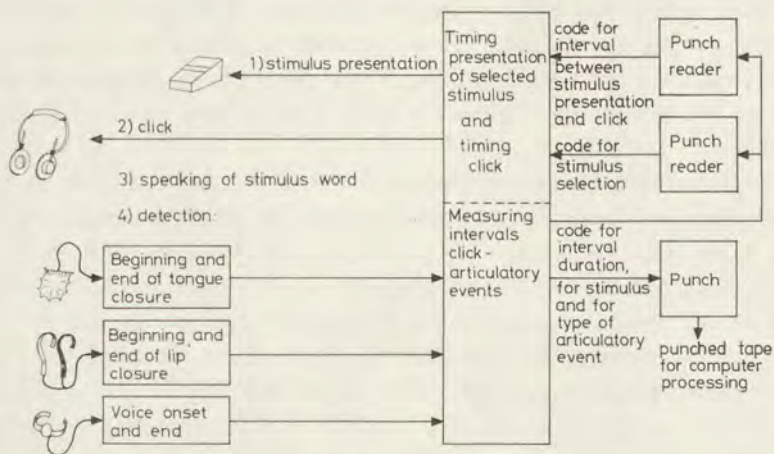 1) stimulus presentation
2) click
3) speaking of stimulus word
4) detection
Beginning and
end of tongue
closure
Beginning and
end of lip
closure
Voice onset
and end
Timing
presentation
of selected
stimulus
and
timing
click
Measuring
intervals
click-
articulatory
events
code for
interval
between
stimulus
presentation
and click
code for
stimulus
selection
code for
interval
duration,
for stimulus
and for
type of
articulatory
event
Punch
reader
Punch
reader
Punch
punched tape
for computer
processing